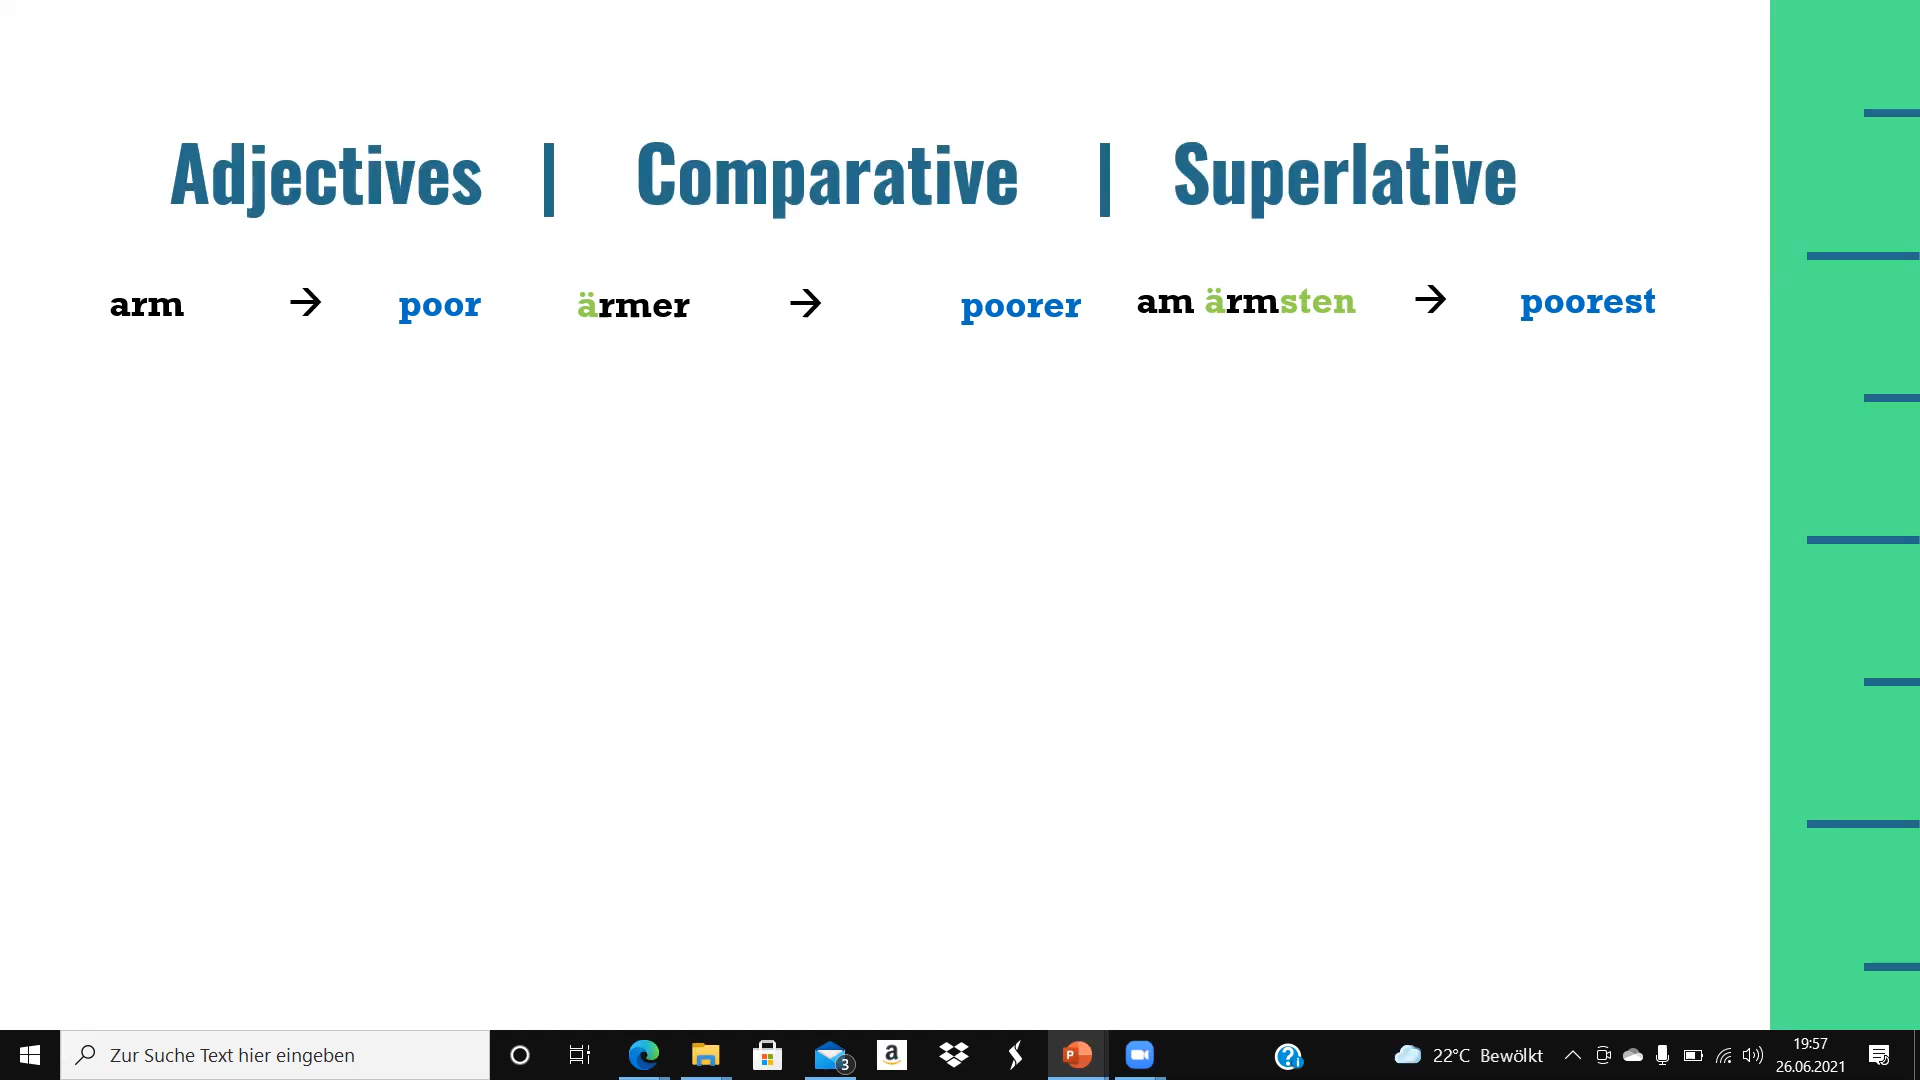 Adjectives | Comparative | Superlative
arm → poor ärmer → poorer am ärmsten → poorest
Zur Suche Text hier eingeben
3
a
P
22°C Bewölkt
19:57
26.06.2021